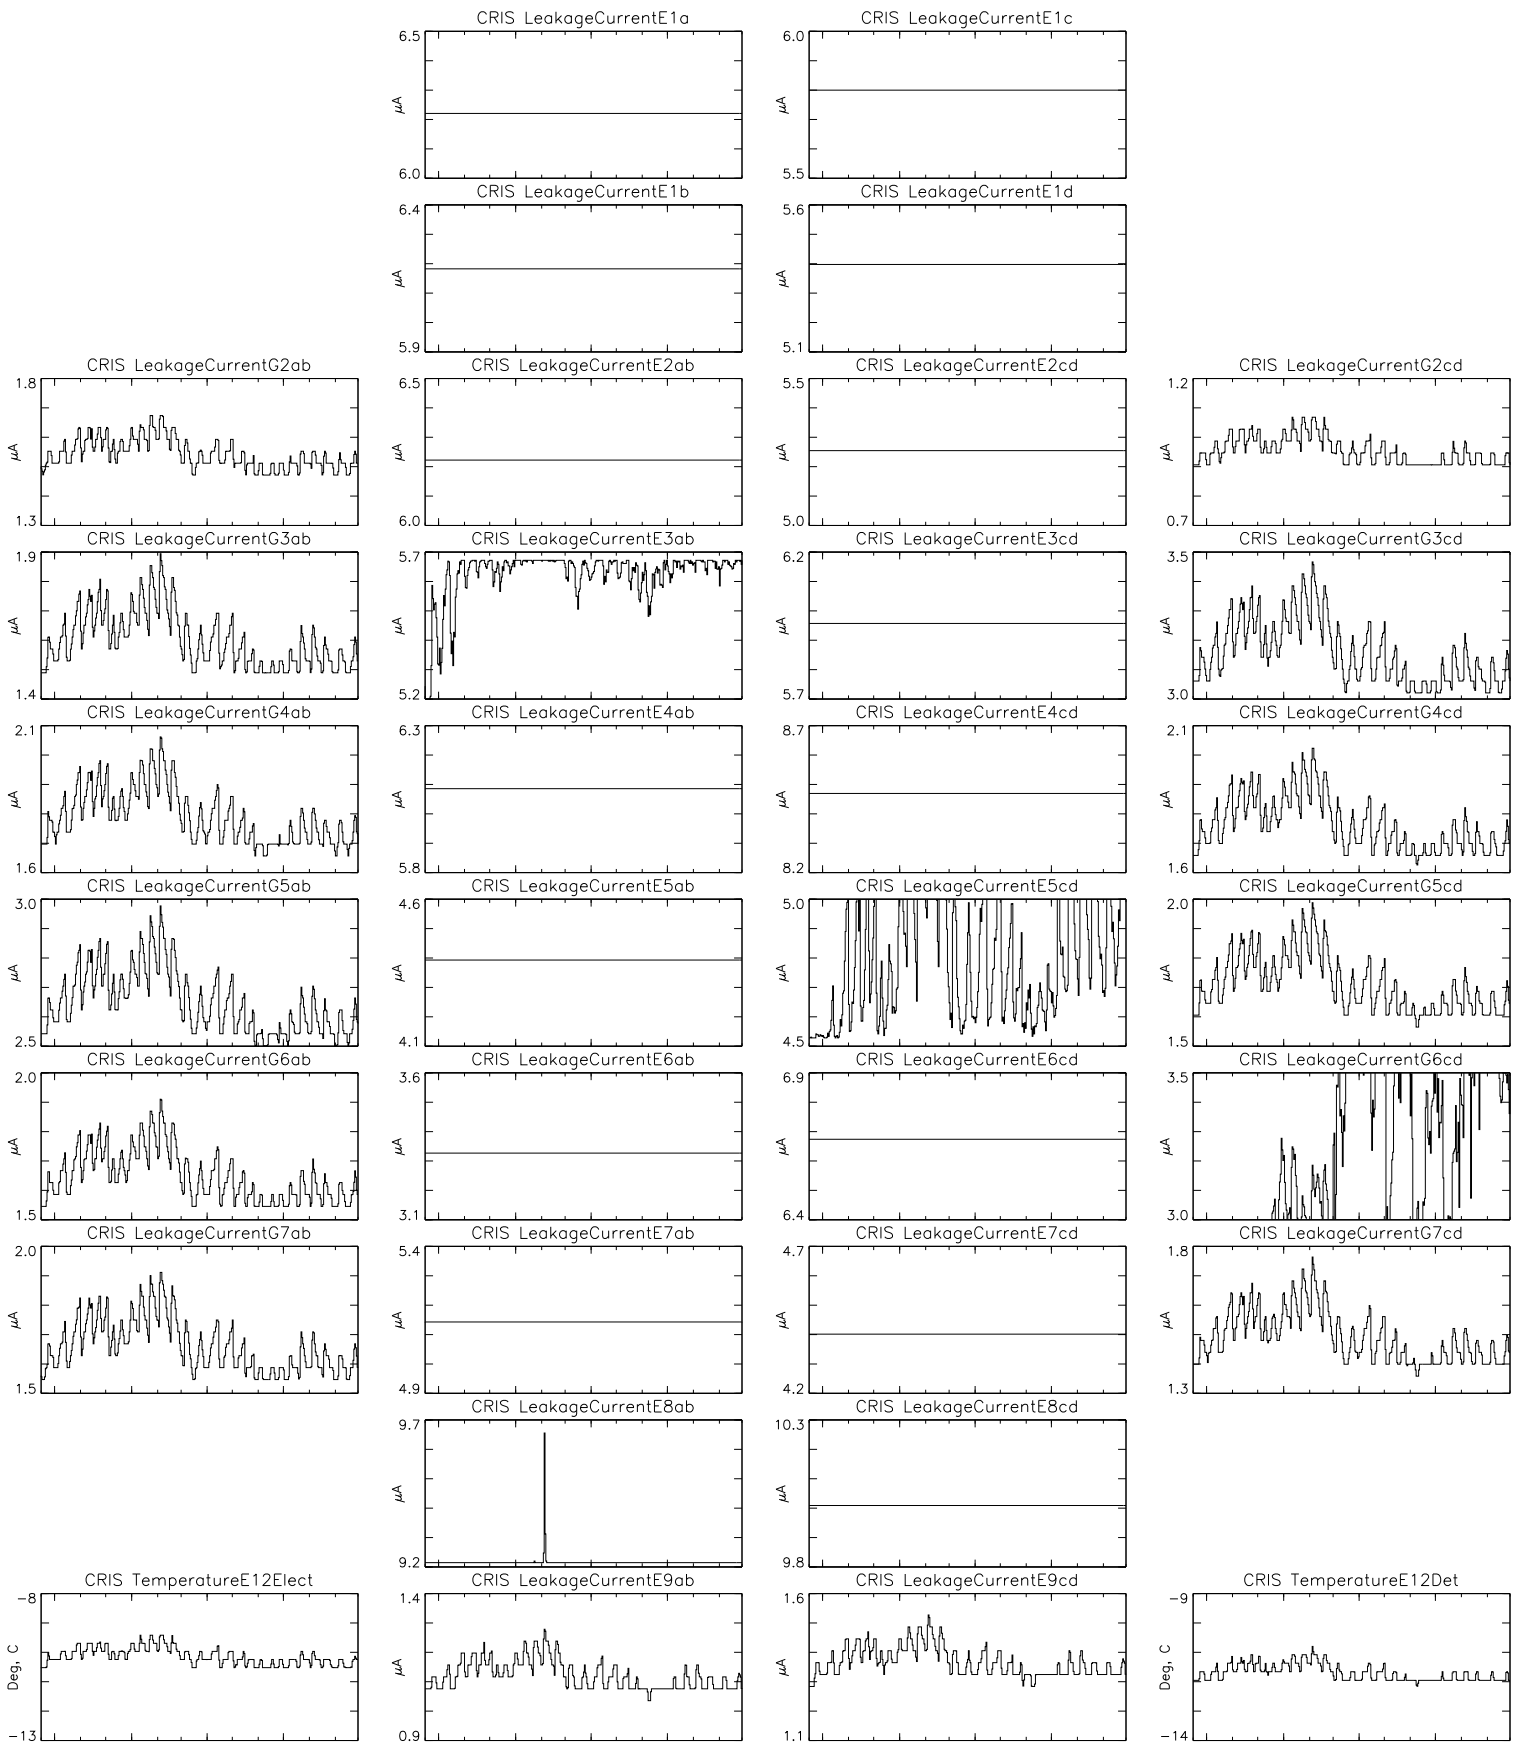 CRIS LeakageCurrentE1a
6.5
μA
6.0
CRIS LeakageCurrentE1c
6.0
μA
5.5
CRIS LeakageCurrentE1b
6.4
μA
5.9
CRIS LeakageCurrentE1d
5.6
μA
5.1
CRIS LeakageCurrentG2ab
1.8
μA
1.3
CRIS LeakageCurrentE2ab
6.5
μA
6.0
CRIS LeakageCurrentE2cd
5.5
μA
5.0
CRIS LeakageCurrentG2cd
1.2
μA
0.7
CRIS LeakageCurrentG3ab
1.9
μA
1.4
CRIS LeakageCurrentE3ab
5.7
μA
5.2
CRIS LeakageCurrentE3cd
6.2
μA
5.7
CRIS LeakageCurrentG3cd
3.5
μA
3.0
CRIS LeakageCurrentG4ab
2.1
μA
1.6
CRIS LeakageCurrentE4ab
6.3
μA
5.8
CRIS LeakageCurrentE4cd
8.7
μA
8.2
CRIS LeakageCurrentG4cd
2.1
μA
1.6
CRIS LeakageCurrentG5ab
3.0
μA
2.5
CRIS LeakageCurrentE5ab
4.6
μA
4.1
CRIS LeakageCurrentE5cd
5.0
μA
4.5
CRIS LeakageCurrentG5cd
2.0
μA
1.5
CRIS LeakageCurrentG6ab
2.0
μA
1.5
CRIS LeakageCurrentE6ab
3.6
μA
3.1
CRIS LeakageCurrentE6cd
6.9
μA
6.4
CRIS LeakageCurrentG6cd
3.5
μA
3.0
CRIS LeakageCurrentG7ab
2.0
μA
1.5
CRIS LeakageCurrentE7ab
5.4
μA
4.9
CRIS LeakageCurrentE7cd
4.7
μA
4.2
CRIS LeakageCurrentG7cd
1.8
μA
1.3
CRIS LeakageCurrentE8ab
9.7
μA
9.2
CRIS LeakageCurrentE8cd
10.3
μA
9.8
CRIS TemperatureE12Elect
−8
Deg, C
−13
CRIS LeakageCurrentE9ab
1.4
μA
0.9
CRIS LeakageCurrentE9cd
1.6
μA
1.1
CRIS TemperatureE12Det
−9
Deg, C
−14